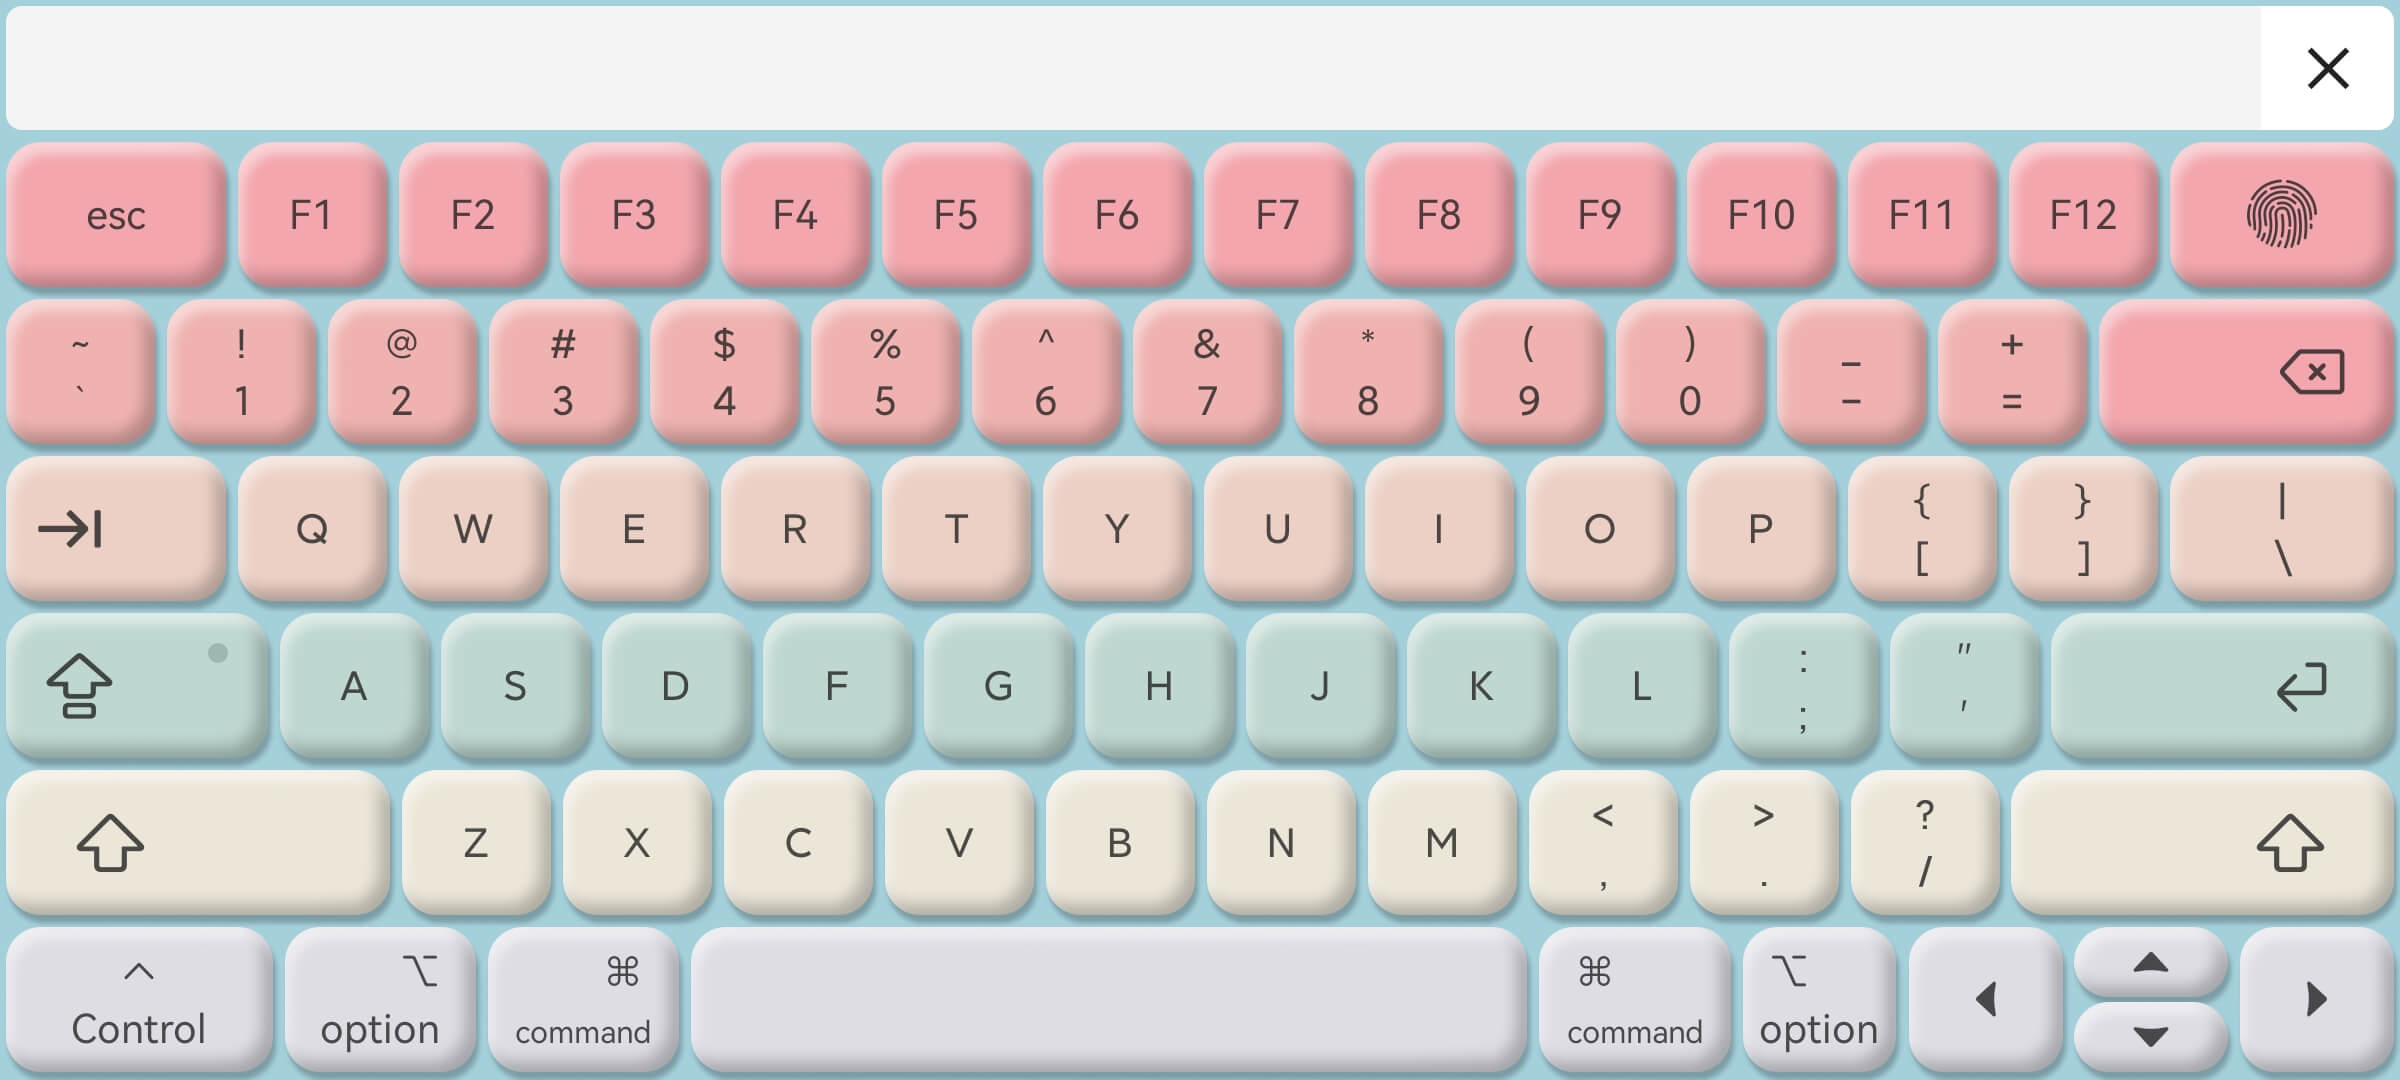 esc F1 F2 F3 F4 F5 F6 F7 F8 F9 F10 F11 F12
~ ! @ # $ % ^ & * ( ) _ +
` 1 2 3 4 5 6 7 8 9 0 - =
Q W E R T Y U I O P { } |
[ ] \
A S D F G H J K L : "
; '
Z X C V B N M < > ?
, . /
^ ⌥ ⌘ ⌘ ⌥
Control option command command option